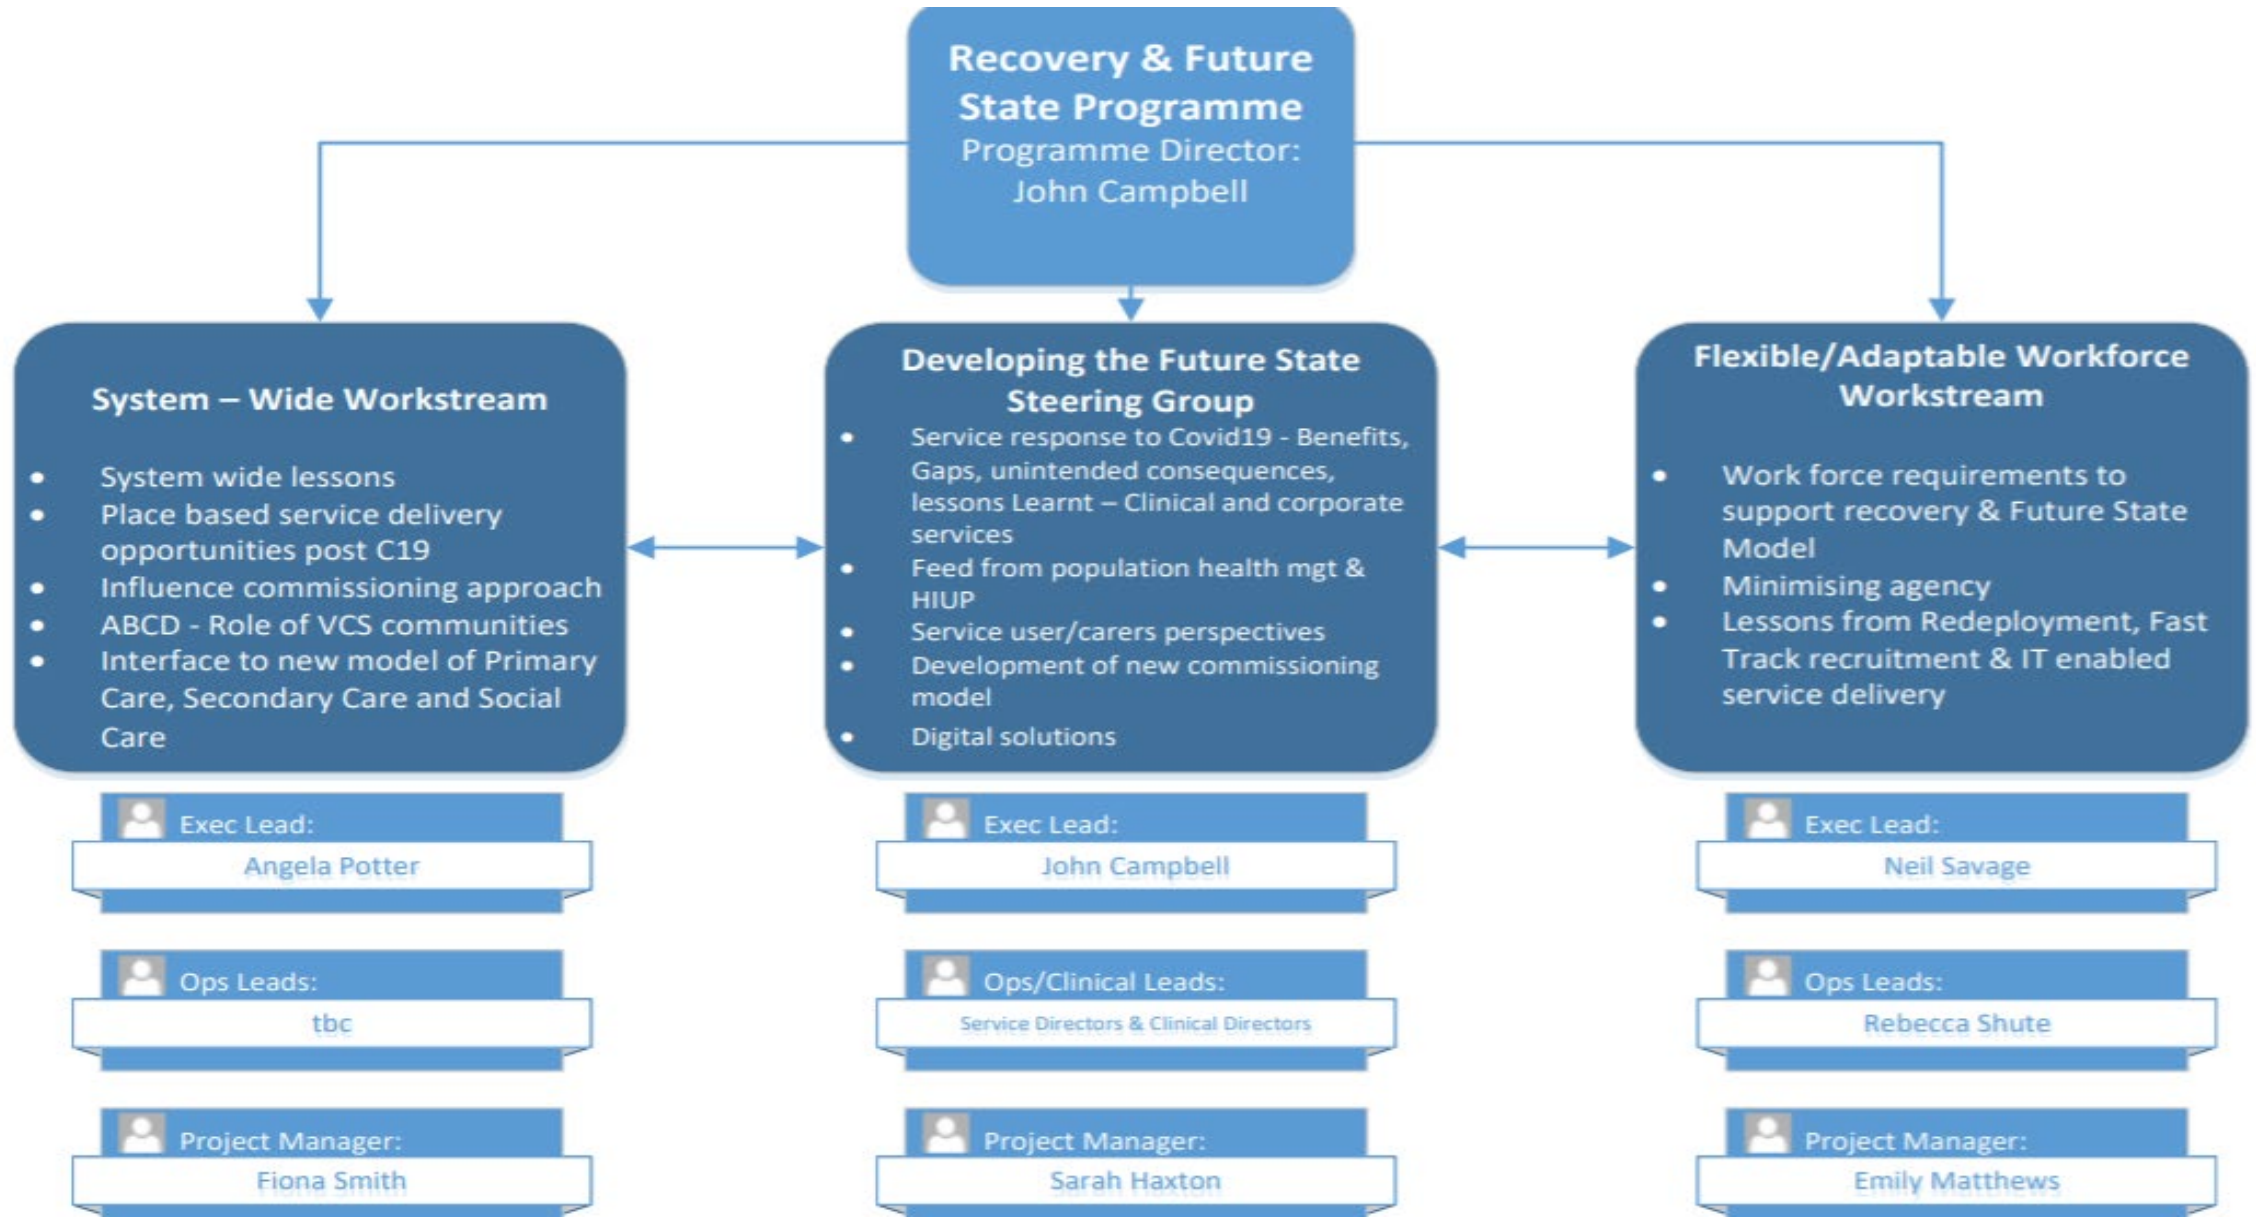 Recovery & Future
State Programme
Programme Director:
John Campbell
System – Wide Workstream
• System wide lessons
• Place based service delivery
opportunities post C19
• Influence commissioning approach
• ABCD - Role of VCS communities
• Interface to new model of Primary
Care, Secondary Care and Social
Care
Developing the Future State
Steering Group
• Service response to Covid19 - Benefits,
Gaps, unintended consequences,
lessons Learnt – Clinical and corporate
services
• Feed from population health mgt &
HIUP
• Service user/carers perspectives
• Development of new commissioning
model
• Digital solutions
Flexible/Adaptable Workforce
Workstream
• Work force requirements to
support recovery & Future State
Model
• Minimising agency
• Lessons from Redeployment, Fast
Track recruitment & IT enabled
service delivery
Exec Lead:
Angela Potter
Ops Leads:
tbc
Project Manager:
Fiona Smith
Exec Lead:
John Campbell
Ops/Clinical Leads:
Service Directors & Clinical Directors
Project Manager:
Sarah Haxton
Exec Lead:
Neil Savage
Ops Leads:
Rebecca Shute
Project Manager:
Emily Matthews